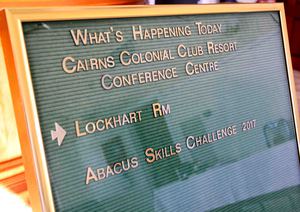 What's Happening Today
Cairns Colonial Club Resort
Conference Centre
Lockhart Rm
Abacus Skills Challenge 2017